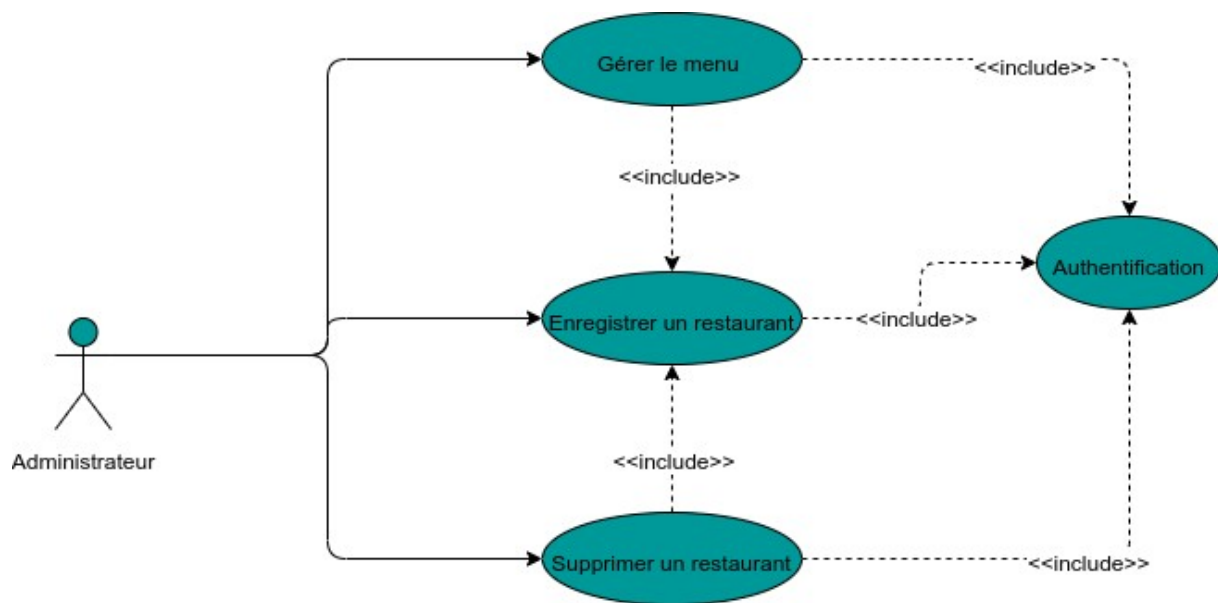 Gérer le menu
<<include>>
<<include>>
Authentification
Enregistrer un restaurant
<<include>>
Administrateur
<<include>>
Supprimer un restaurant
<<include>>